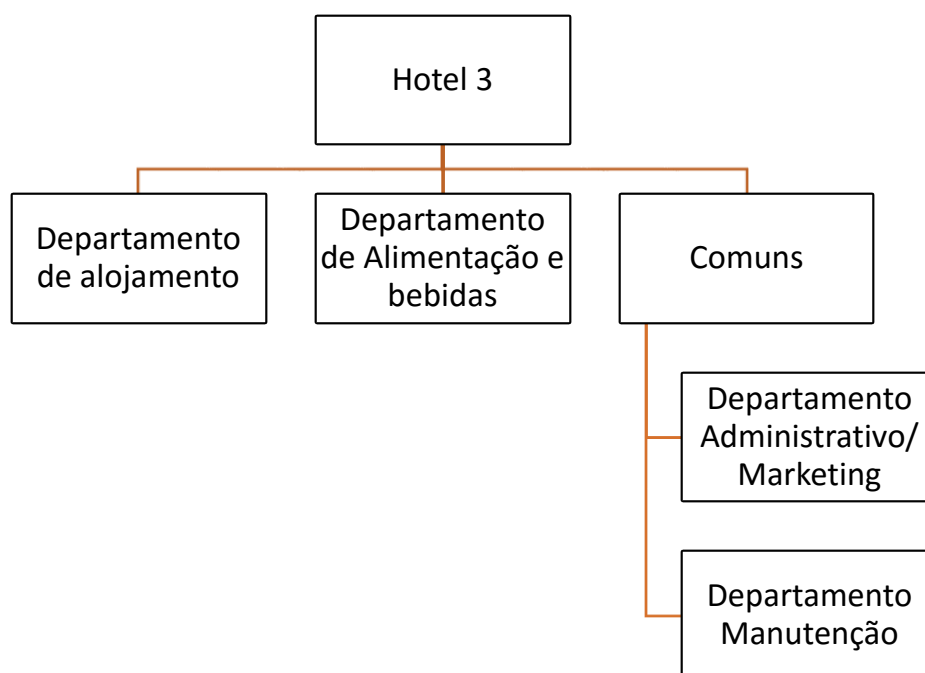 Hotel 3
Departamento
de alojamento
Departamento
de Alimentação e
bebidas
Comuns
Departamento
Administrativo/
Marketing
Departamento
Manutenção